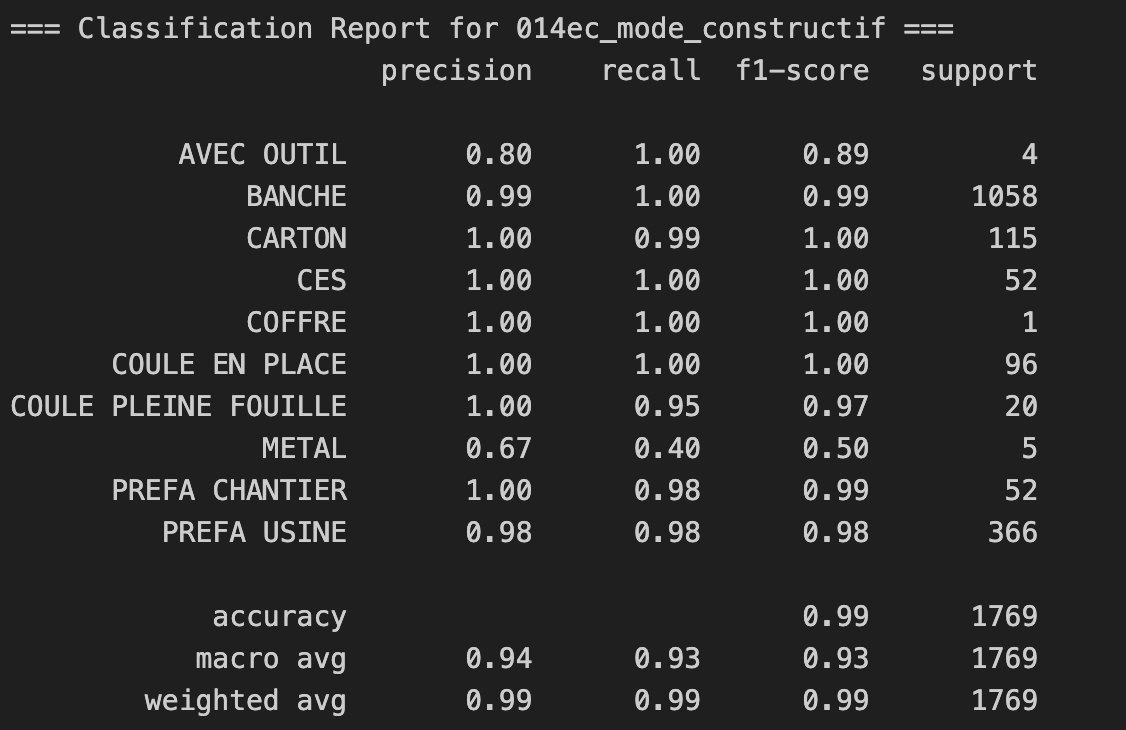 === Classification Report for 014ec_mode_constructif ===
precision recall f1-score support
AVEC OUTIL 0.80 1.00 0.89 4
BANCHE 0.99 1.00 0.99 1058
CARTON 1.00 0.99 1.00 115
CES 1.00 1.00 1.00 52
COFFRE 1.00 1.00 1.00 1
COULE EN PLACE 1.00 1.00 1.00 96
COULE PLEINE FOUILLE 1.00 0.95 0.97 20
METAL 0.67 0.40 0.50 5
PREFA CHANTIER 1.00 0.98 0.99 52
PREFA USINE 0.98 0.98 0.98 366
accuracy 0.99 1769
macro avg 0.94 0.93 0.93 1769
weighted avg 0.99 0.99 0.99 1769